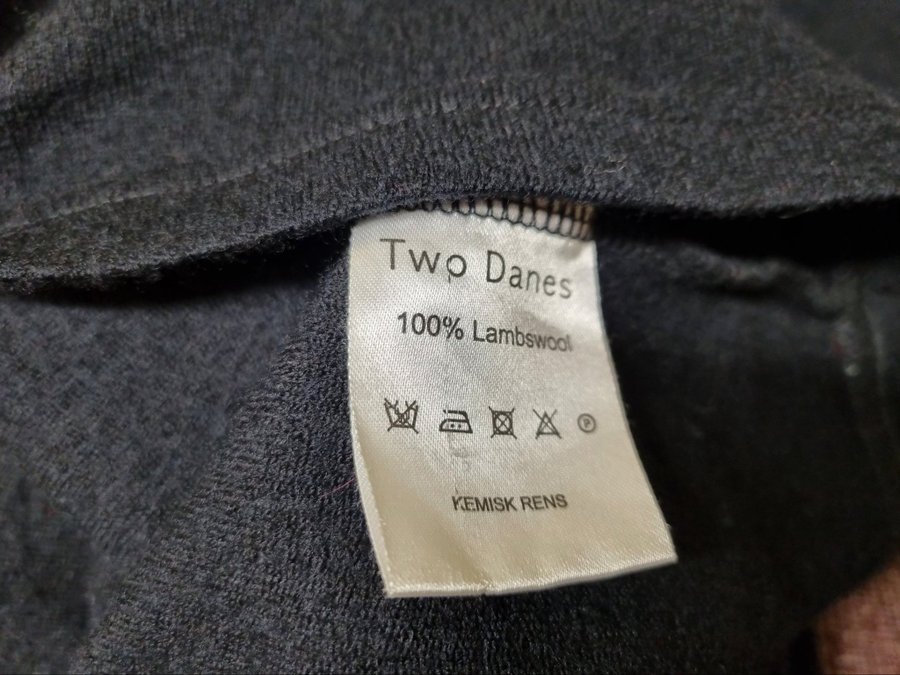 Two Danes
100% Lambswool
P
KEMISK RENS